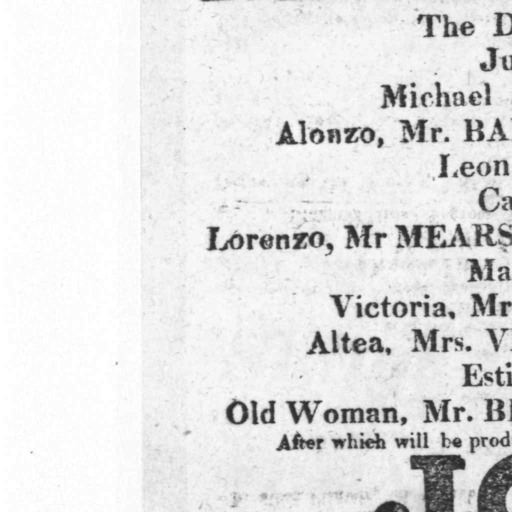 The D
Ju
Michael
Alonzo, Mr. BA
Leon
Ca
Lorenzo, Mr MEARS
Ma
Victoria, Mr
Altea, Mrs. V
Esti
Old Woman, Mr. B
After which will be prod
JO